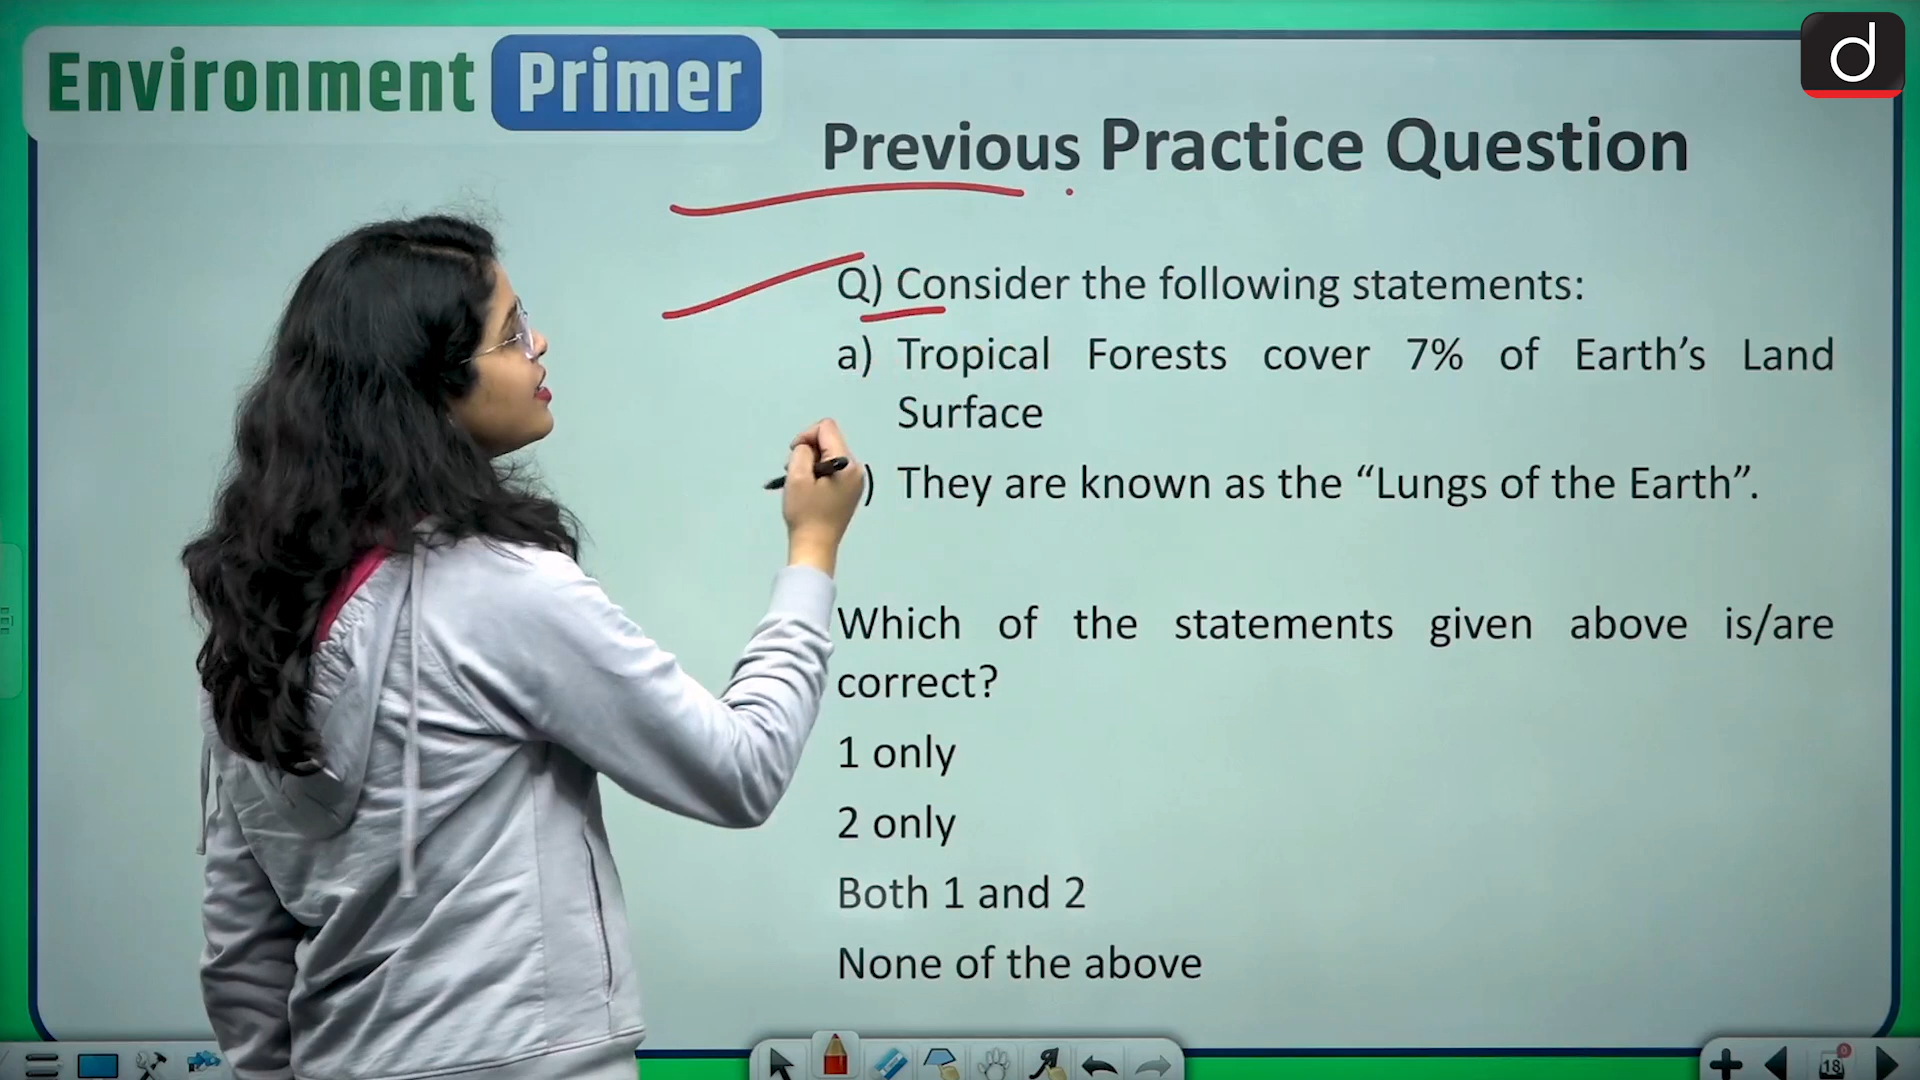 Environment Primer
d
Previous Practice Question
Q) Consider the following statements:
a) Tropical Forests cover 7% of Earth's Land
Surface
) They are known as the “Lungs of the Earth”.
Which of the statements given above is/are
correct?
1 only
2 only
Both 1 and 2
None of the above
18